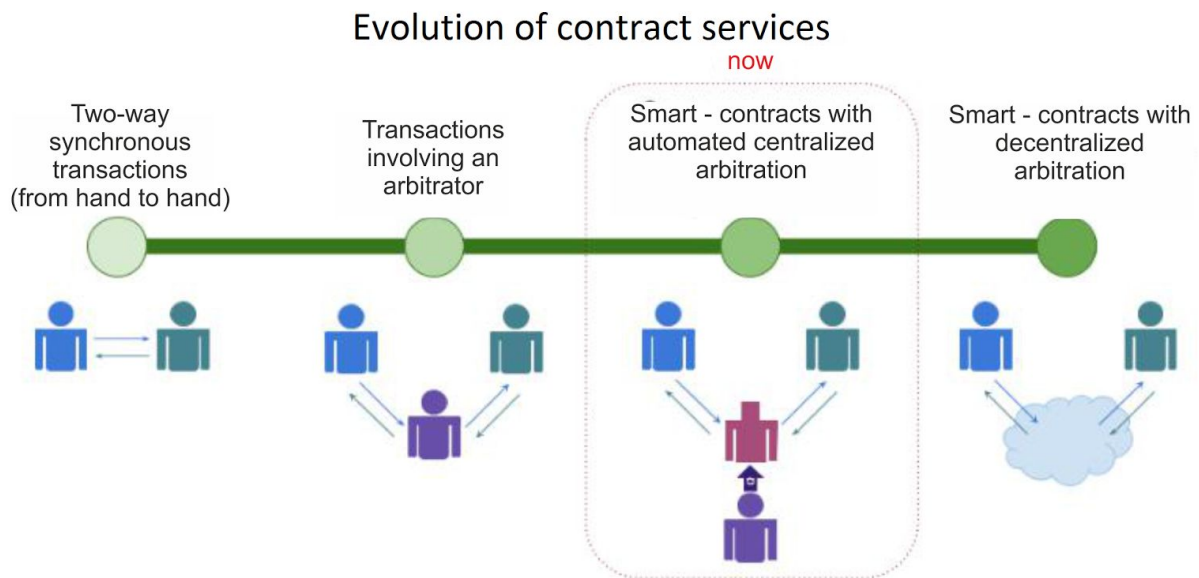 Evolution of contract services
now
Two-way
synchronous
transactions
(from hand to hand)
Transactions
involving an
arbitrator
Smart - contracts with
automated centralized
arbitration
Smart - contracts with
decentralized
arbitration